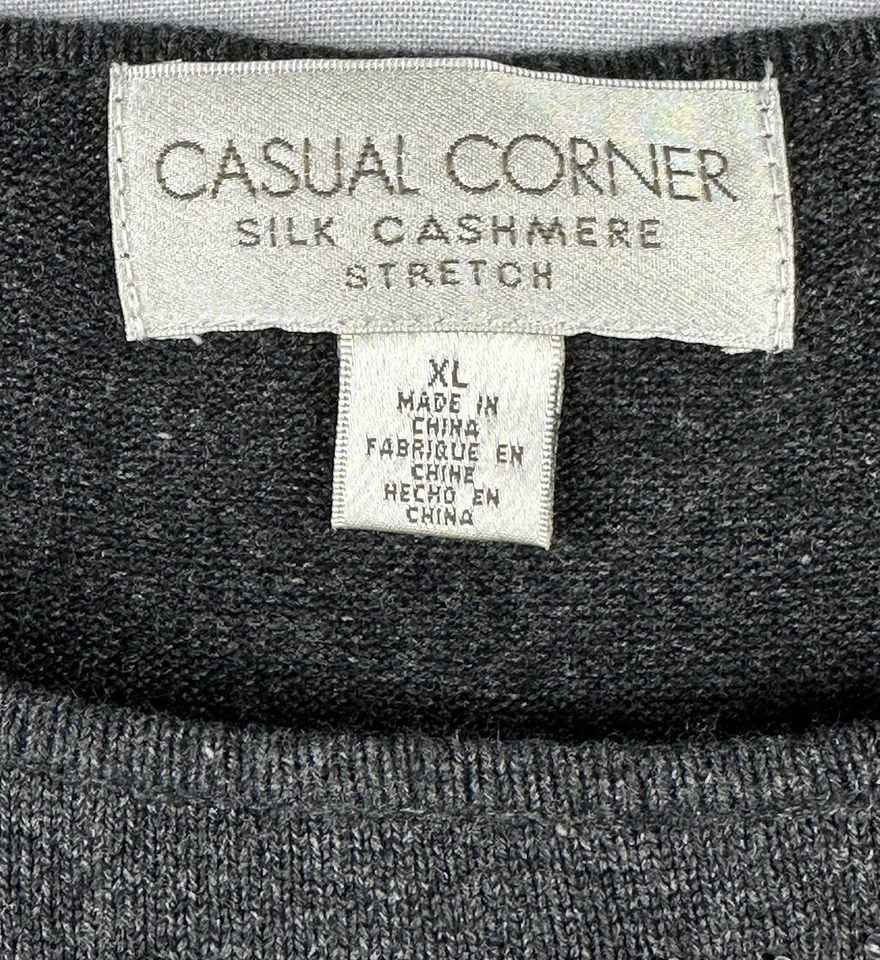 CASUAL CORNER
SILK CASHMERE
STRETCH
XL
MADE IN
CHINA
FABRIQUE EN
CHINE
HECHO EN
CHINA